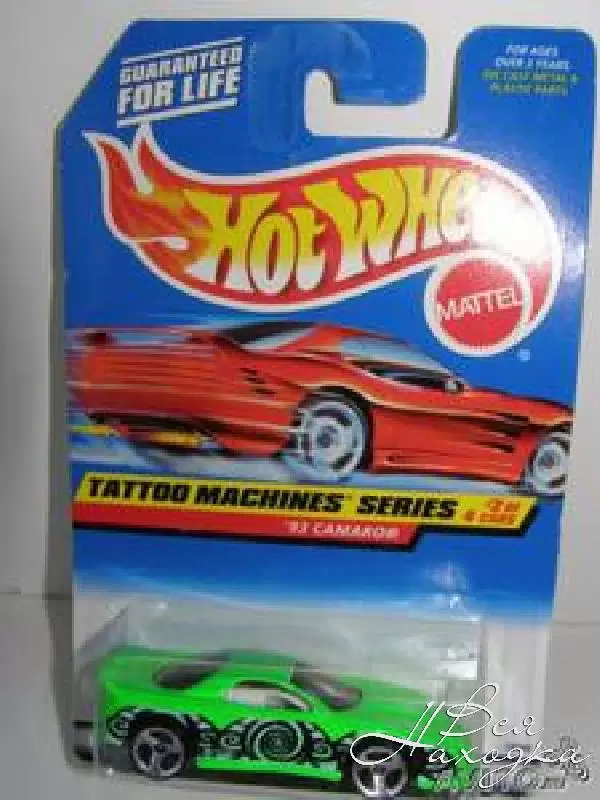 GUARANTEED
FOR LIFE
FOR AGES
OVER 3 YEARS
DIE CAST METAL &
PLASTIC PARTS
HOT WHE
MATTEL
®
TATTOO MACHINES™ SERIES
#2 of
4 CARS
'93 CAMARO®
Вся
Находка